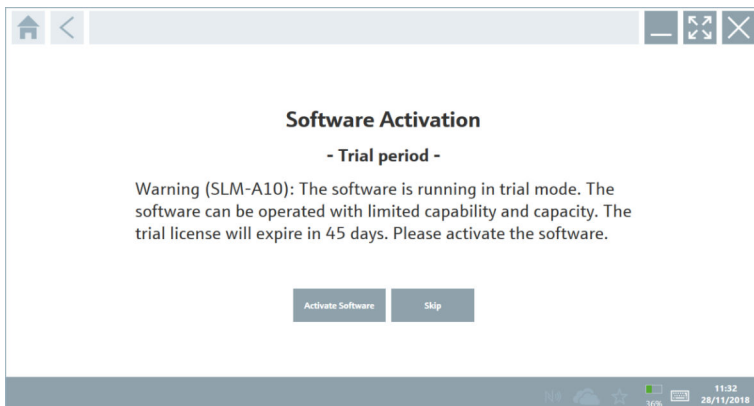 Software Activation
- Trial period -
Warning (SLM-A10): The software is running in trial mode. The
software can be operated with limited capability and capacity. The
trial license will expire in 45 days. Please activate the software.
Activate Software
Skip
36%
11:32
28/11/2018